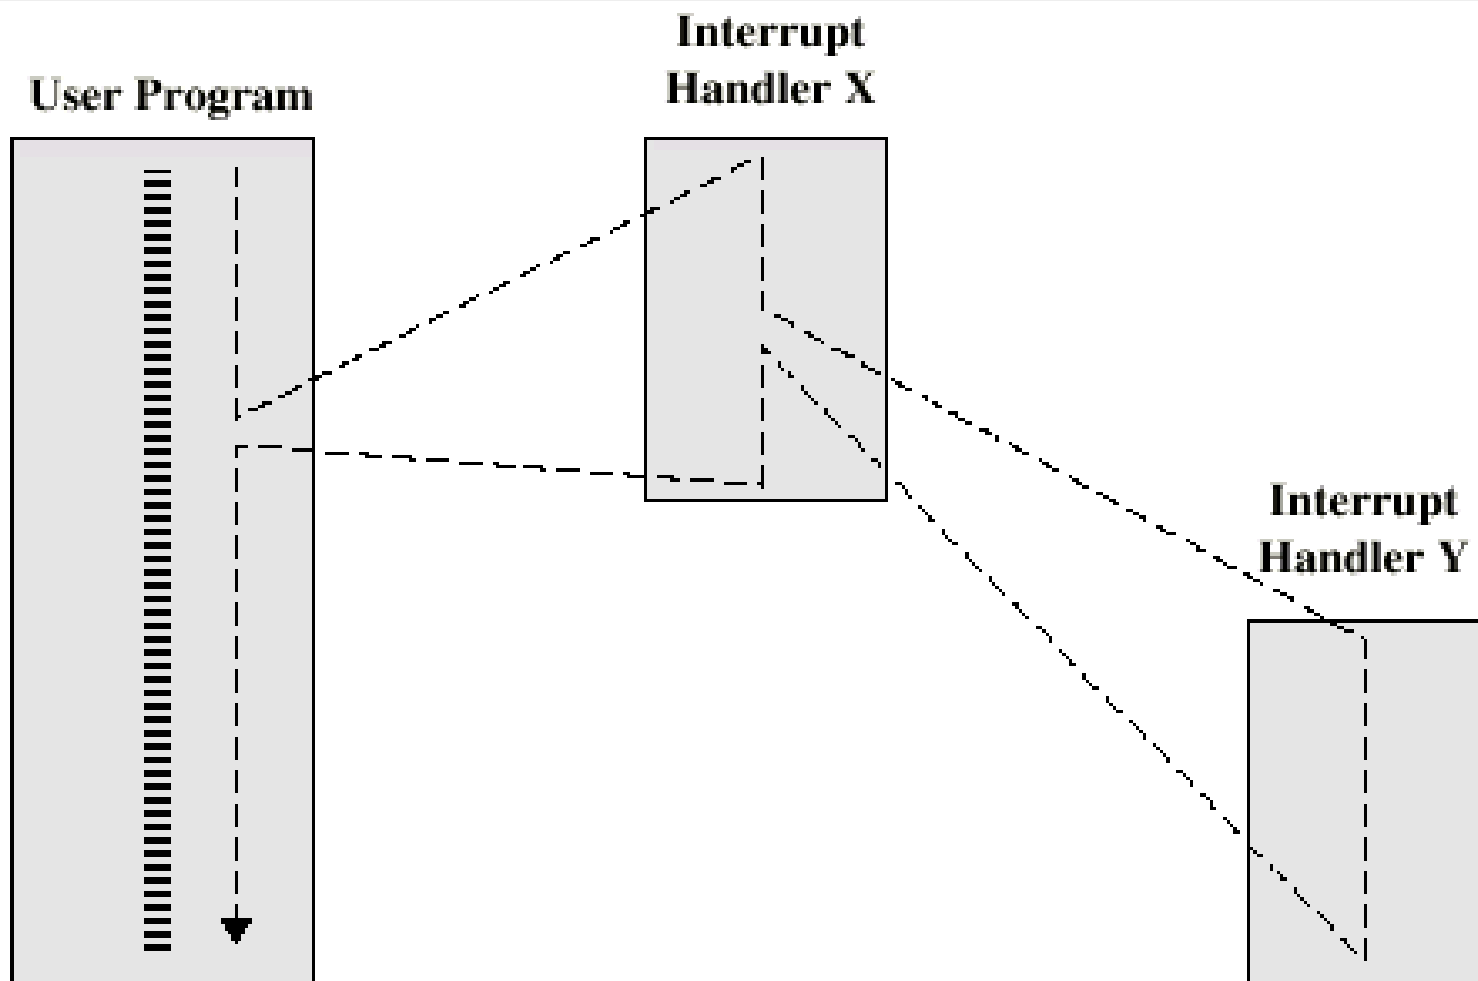 User Program
Interrupt
Handler X
Interrupt
Handler Y